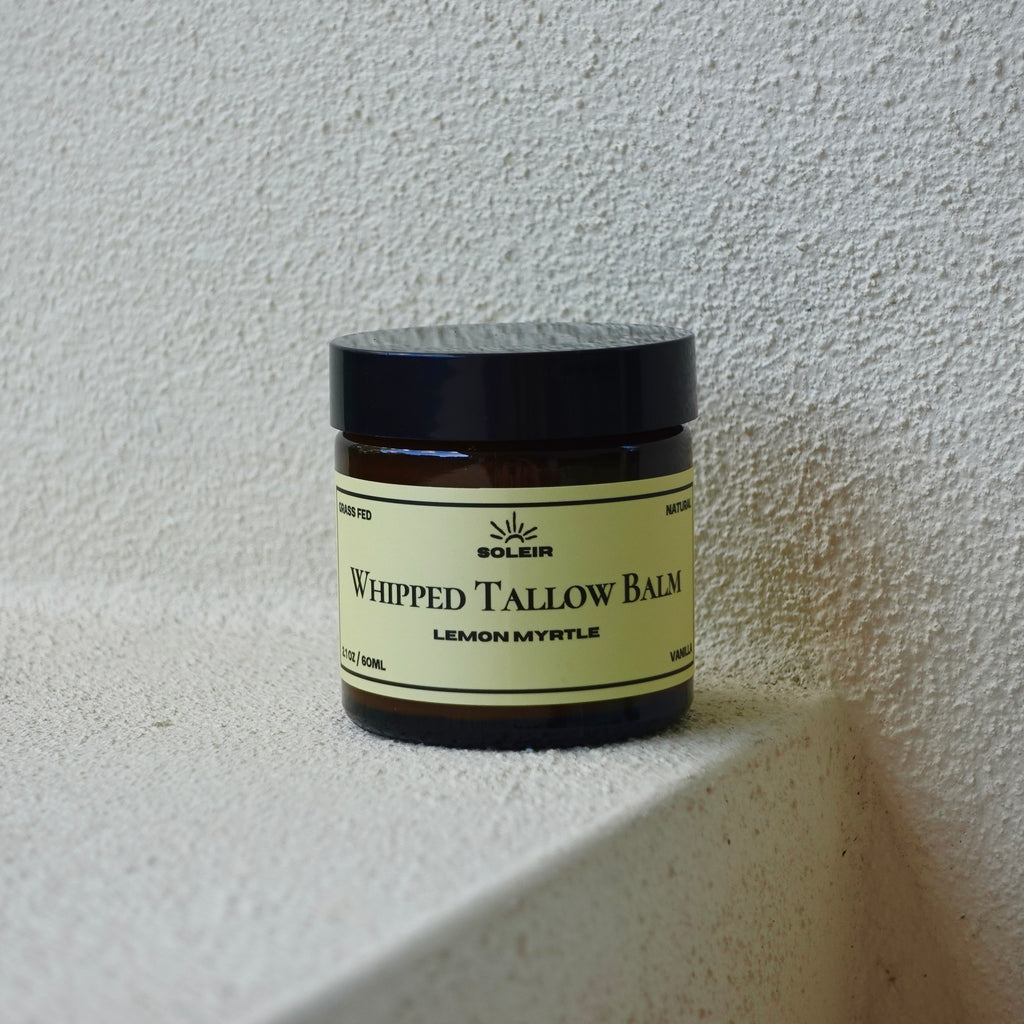 GRASS FED
NATURAL
SOLEIR
WHIPPED TALLOW BALM
LEMON MYRTLE
2.1 OZ / 60ML
VANILLA